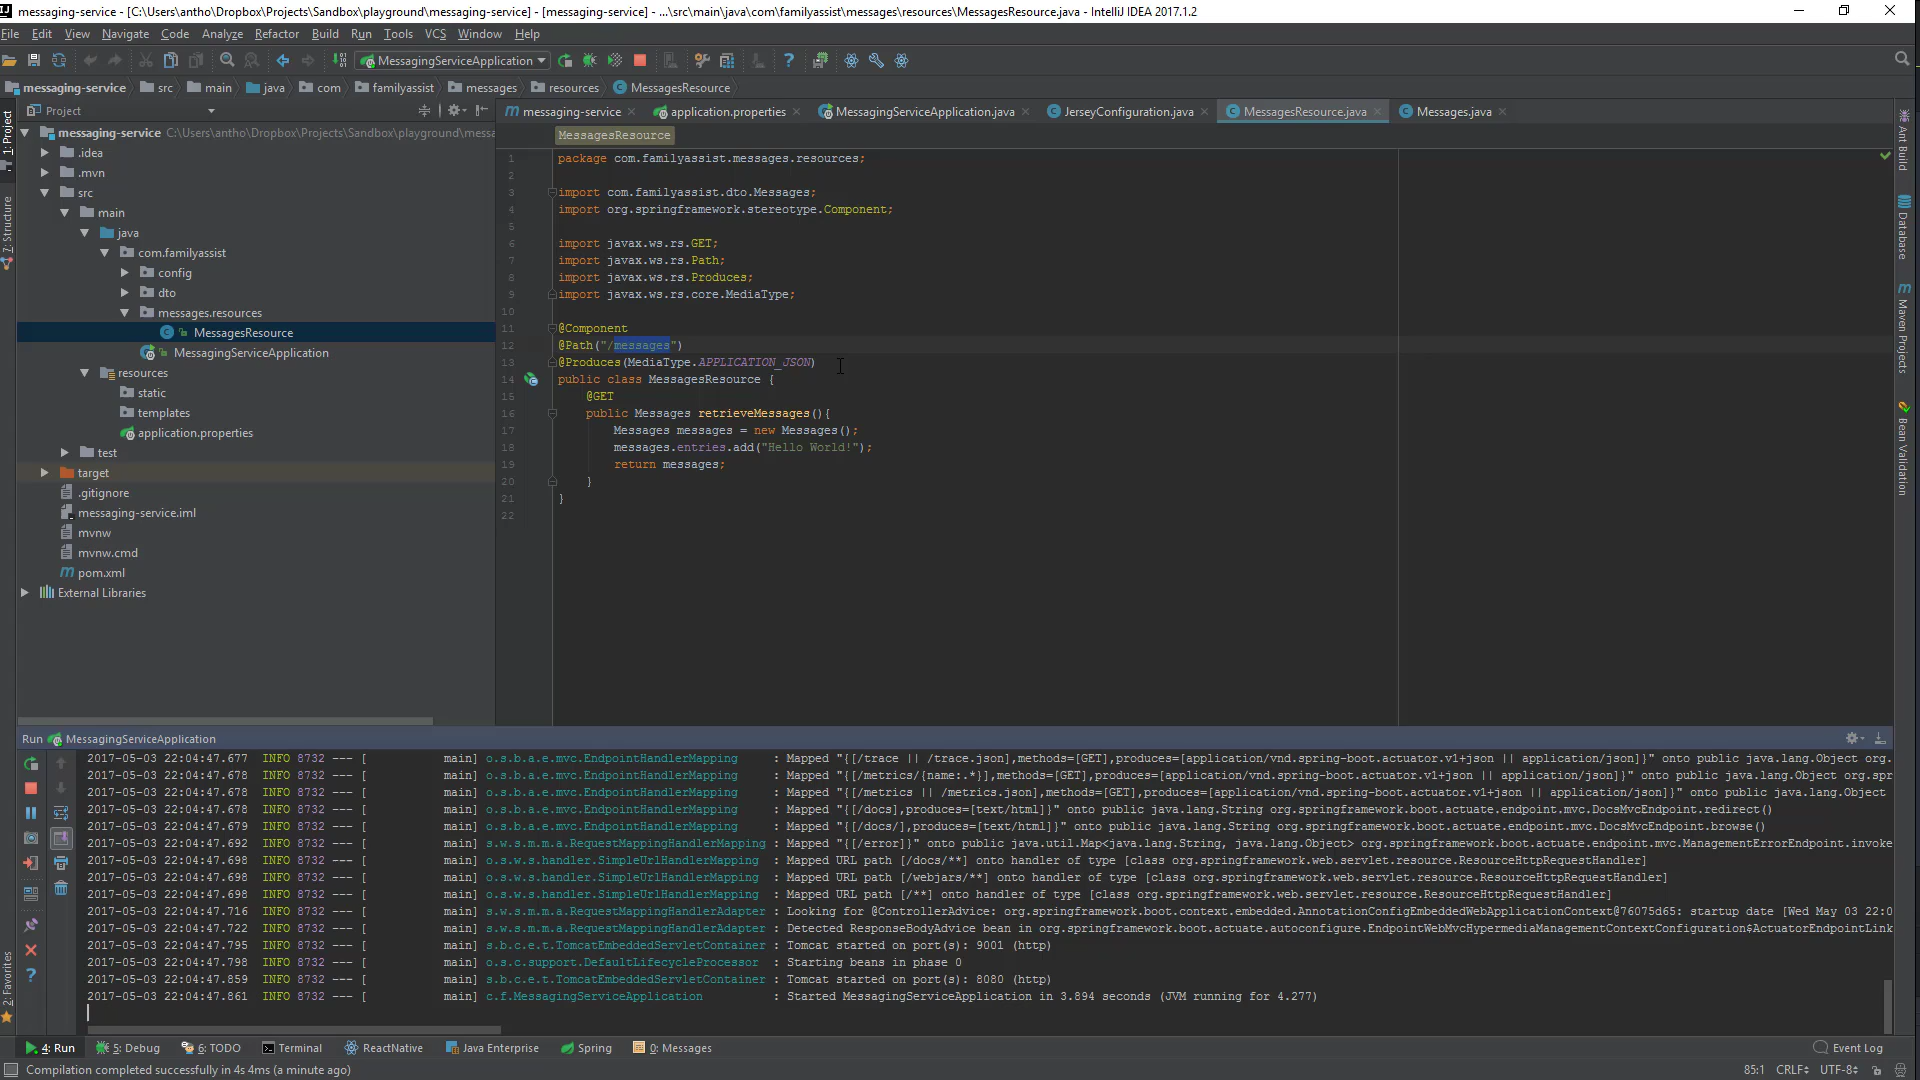 messaging-service - [C:\Users\antho\Dropbox\Projects\Sandbox\playground\messaging-service] - [messaging-service] - ...\src\main\java\com\familyassist\messages\resources\MessagesResource.java - IntelliJ IDEA 2017.1.2
File Edit View Navigate Code Analyze Refactor Build Run Tools VCS Window Help
MessagingServiceApplication
messaging-service src main java com familyassist messages resources MessagesResource
Project
messaging-service application.properties MessagingServiceApplication.java JerseyConfiguration.java MessagesResource.java Messages.java
messaging-service C:\Users\antho\Dropbox\Projects\Sandbox\playground\messa
.idea
.mvn
src
main
java
com.familyassist
config
dto
messages.resources
MessagesResource
MessagingServiceApplication
resources
static
templates
application.properties
test
target
.gitignore
messaging-service.iml
mvnw
mvnw.cmd
pom.xml
External Libraries
1: Project
7: Structure
2: Favorites
MessagesResource
1 package com.familyassist.messages.resources;
2
3 import com.familyassist.dto.Messages;
4 import org.springframework.stereotype.Component;
5
6 import javax.ws.rs.GET;
7 import javax.ws.rs.Path;
8 import javax.ws.rs.Produces;
9 import javax.ws.rs.core.MediaType;
10
11 @Component
12 @Path("/messages")
13 @Produces(MediaType.APPLICATION_JSON)
14 public class MessagesResource {
15 @GET
16 public Messages retrieveMessages(){
17 Messages messages = new Messages();
18 messages.entries.add("Hello World!");
19 return messages;
20 }
21 }
22
Ant Build
Database
Maven Projects
Bean Validation
Run MessagingServiceApplication
2017-05-03 22:04:47.677 INFO 8732 --- [ main] o.s.b.a.e.mvc.EndpointHandlerMapping : Mapped "{[/trace || /trace.json],methods=[GET],produces=[application/vnd.spring-boot.actuator.v1+json || application/json]}" onto public java.lang.Object org.
2017-05-03 22:04:47.678 INFO 8732 --- [ main] o.s.b.a.e.mvc.EndpointHandlerMapping : Mapped "{[/metrics/{name:.*}],methods=[GET],produces=[application/vnd.spring-boot.actuator.v1+json || application/json]}" onto public java.lang.Object org.spr
2017-05-03 22:04:47.678 INFO 8732 --- [ main] o.s.b.a.e.mvc.EndpointHandlerMapping : Mapped "{[/metrics || /metrics.json],methods=[GET],produces=[application/vnd.spring-boot.actuator.v1+json || application/json]}" onto public java.lang.Object
2017-05-03 22:04:47.678 INFO 8732 --- [ main] o.s.b.a.e.mvc.EndpointHandlerMapping : Mapped "{[/docs],produces=[text/html]}" onto public java.lang.String org.springframework.boot.actuate.endpoint.mvc.DocsMvcEndpoint.redirect()
2017-05-03 22:04:47.679 INFO 8732 --- [ main] o.s.b.a.e.mvc.EndpointHandlerMapping : Mapped "{[/docs/],produces=[text/html]}" onto public java.lang.String org.springframework.boot.actuate.endpoint.mvc.DocsMvcEndpoint.browse()
2017-05-03 22:04:47.692 INFO 8732 --- [ main] s.w.s.m.m.a.RequestMappingHandlerMapping : Mapped "{[/error]}" onto public java.util.Map<java.lang.String, java.lang.Object> org.springframework.boot.actuate.endpoint.mvc.ManagementErrorEndpoint.invoke
2017-05-03 22:04:47.698 INFO 8732 --- [ main] o.s.w.s.handler.SimpleUrlHandlerMapping : Mapped URL path [/docs/**] onto handler of type [class org.springframework.web.servlet.resource.ResourceHttpRequestHandler]
2017-05-03 22:04:47.698 INFO 8732 --- [ main] o.s.w.s.handler.SimpleUrlHandlerMapping : Mapped URL path [/webjars/**] onto handler of type [class org.springframework.web.servlet.resource.ResourceHttpRequestHandler]
2017-05-03 22:04:47.698 INFO 8732 --- [ main] o.s.w.s.handler.SimpleUrlHandlerMapping : Mapped URL path [/**] onto handler of type [class org.springframework.web.servlet.resource.ResourceHttpRequestHandler]
2017-05-03 22:04:47.716 INFO 8732 --- [ main] s.w.s.m.m.a.RequestMappingHandlerAdapter : Looking for @ControllerAdvice: org.springframework.boot.context.embedded.AnnotationConfigEmbeddedWebApplicationContext@76075d65: startup date [Wed May 03 22:0
2017-05-03 22:04:47.722 INFO 8732 --- [ main] s.w.s.m.m.a.RequestMappingHandlerAdapter : Detected ResponseBodyAdvice bean in org.springframework.boot.actuate.autoconfigure.EndpointWebMvcHypermediaManagementContextConfiguration$ActuatorEndpointLink
2017-05-03 22:04:47.795 INFO 8732 --- [ main] s.b.c.e.t.TomcatEmbeddedServletContainer : Tomcat started on port(s): 9001 (http)
2017-05-03 22:04:47.798 INFO 8732 --- [ main] o.s.c.support.DefaultLifecycleProcessor : Starting beans in phase 0
2017-05-03 22:04:47.859 INFO 8732 --- [ main] s.b.c.e.t.TomcatEmbeddedServletContainer : Tomcat started on port(s): 8080 (http)
2017-05-03 22:04:47.861 INFO 8732 --- [ main] c.f.MessagingServiceApplication : Started MessagingServiceApplication in 3.894 seconds (JVM running for 4.277)
4: Run 5: Debug 6: TODO Terminal ReactNative Java Enterprise Spring 0: Messages Event Log
Compilation completed successfully in 4s 4ms (a minute ago) 85:1 CRLF UTF-8